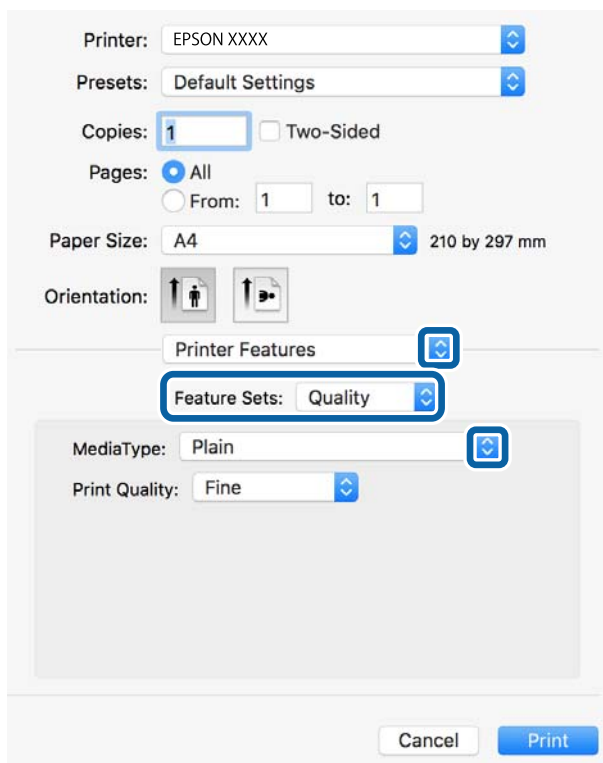 Printer: EPSON XXXX
Presets: Default Settings
Copies: 1 Two-Sided
Pages: All
From: 1 to: 1
Paper Size: A4 210 by 297 mm
Orientation:
Printer Features
Feature Sets: Quality
MediaType: Plain
Print Quality: Fine
Cancel Print